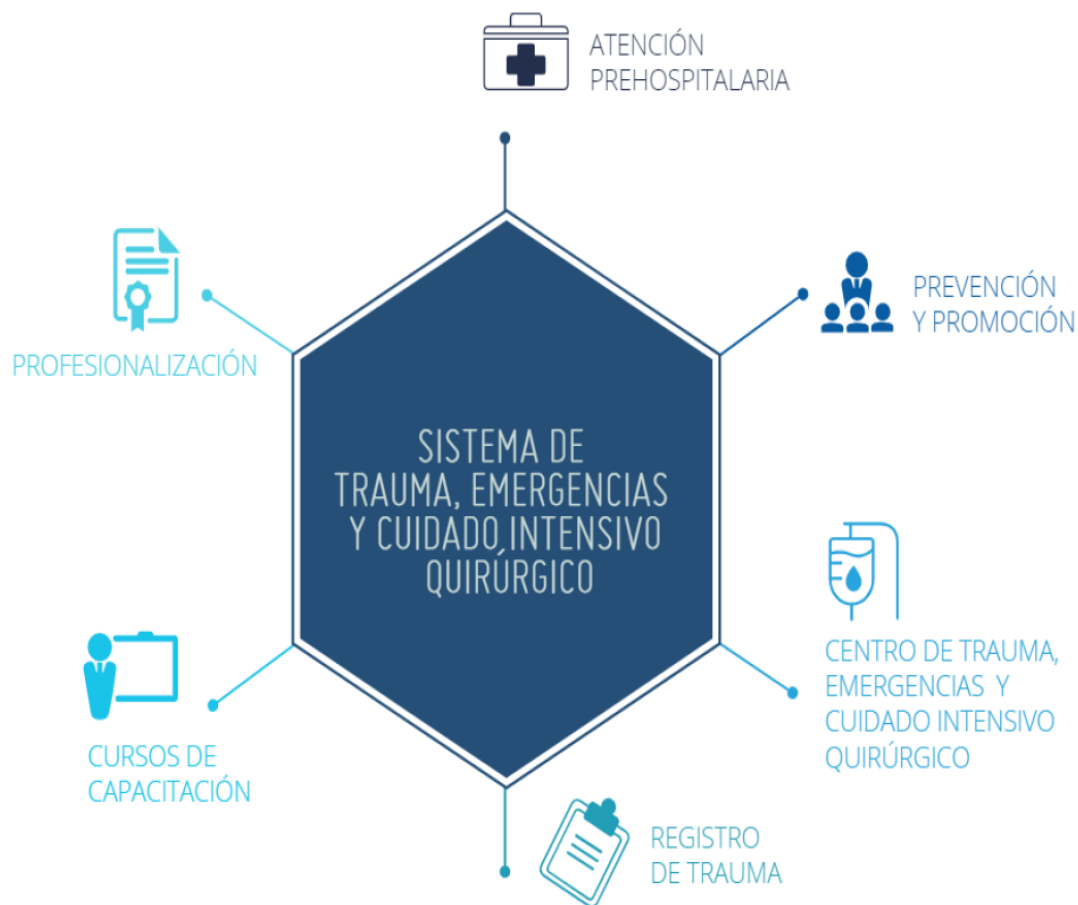 ATENCIÓN
PREHOSPITALARIA
PREVENCIÓN
Y PROMOCIÓN
PROFESIONALIZACIÓN
SISTEMA DE
TRAUMA, EMERGENCIAS
Y CUIDADO INTENSIVO
QUIRÚRGICO
CENTRO DE TRAUMA,
EMERGENCIAS Y
CUIDADO INTENSIVO
QUIRÚRGICO
CURSOS DE
CAPACITACIÓN
REGISTRO
DE TRAUMA